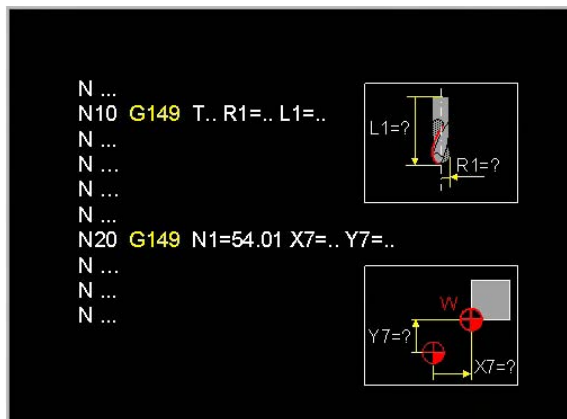 N ...
N10 G149 T.. R1=.. L1=..
N ...
N ...
N ...
N ...
N20 G149 N1=54.01 X7=.. Y7=..
N ...
N ...
N ...
L1=?
R1=?
W
Y7=?
X7=?